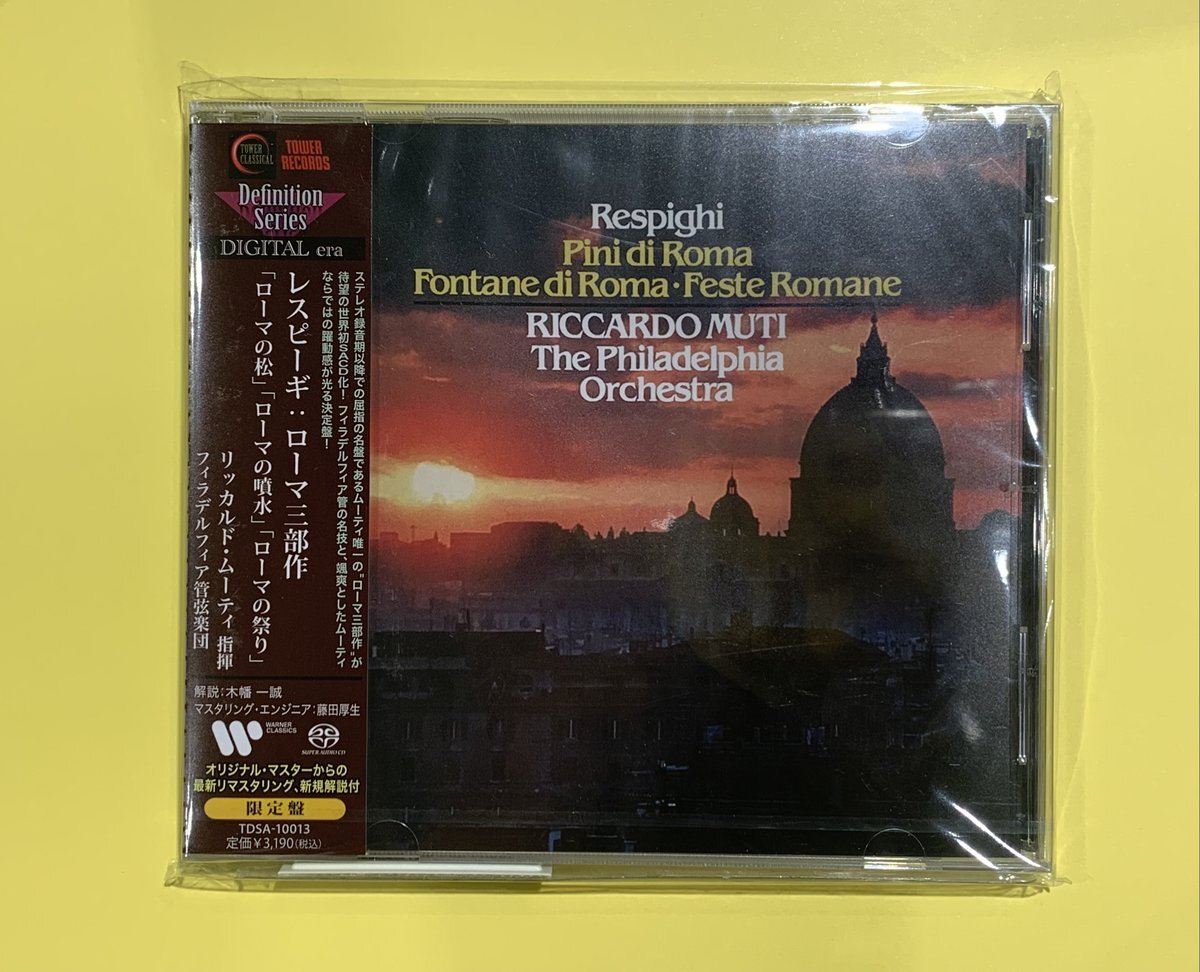 TOWER
CLASSICAL
TOWER
RECORDS
Definition
Series
DIGITAL era
ステレオ録音期以降での屈指の名盤であるムーティ唯一の"ローマ三部作"が
待望の世界初SACD化！フィラデルフィア管の名技と、颯爽としたムーティ
ならではの躍動感が光る決定盤！
レスピーギ：ローマ三部作
「ローマの松」「ローマの噴水」「ローマの祭り」
リッカルド・ムーティ 指揮
フィラデルフィア管弦楽団
解説：木幡 一誠
マスタリング・エンジニア：藤田厚生
WARNER
CLASSICS
SUPER AUDIO CD
オリジナル・マスターからの
最新リマスタリング、新規解説付
限定盤
TDSA-10013
定価￥3,190（税込）
Respighi
Pini di Roma
Fontane di Roma・Feste Romane
RICCARDO MUTI
The Philadelphia
Orchestra